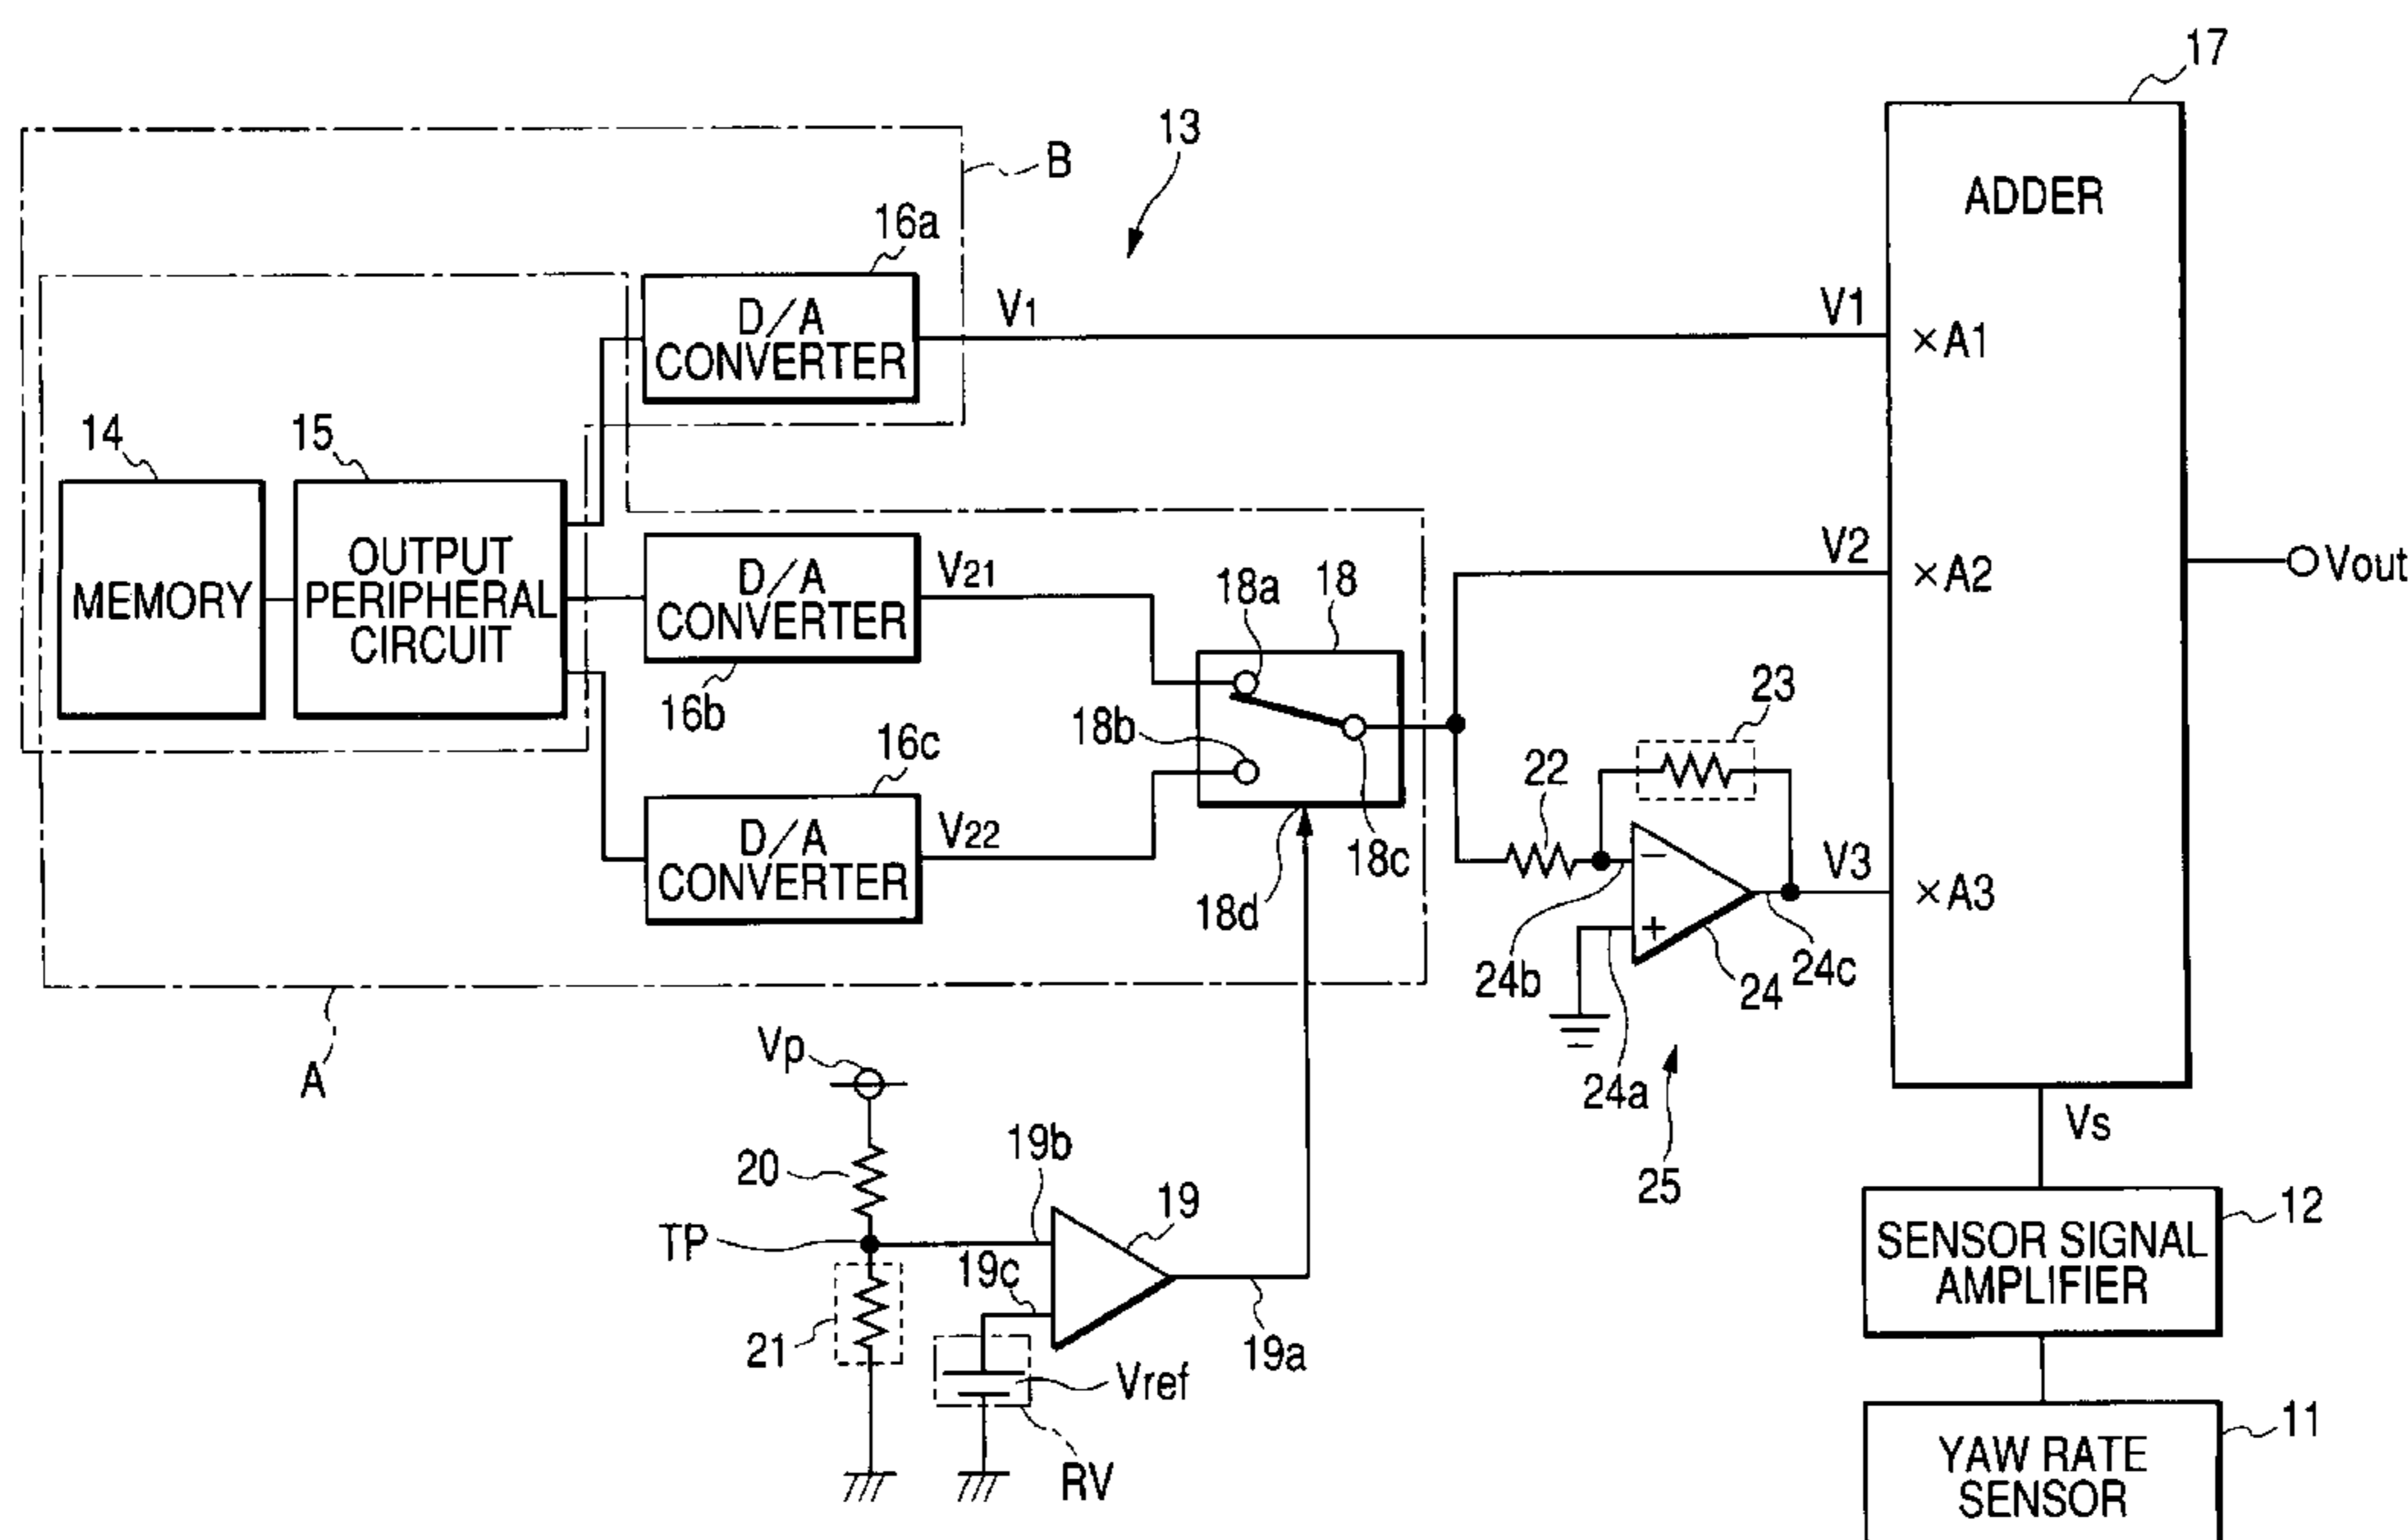 17
13
B
16a
ADDER
D/A
CONVERTER
V1
V1
×A1
14
15
MEMORY
OUTPUT
PERIPHERAL
CIRCUIT
D/A
CONVERTER
V21
16b
18a
18
V2
×A2
Vout
18b
16c
23
22
D/A
CONVERTER
V22
18c
18d
−
+
V3
×A3
24b
24
24c
A
Vp
24a
25
Vs
20
19b
19
TP
19c
12
SENSOR SIGNAL
AMPLIFIER
21
19a
Vref
RV
11
YAW RATE
SENSOR